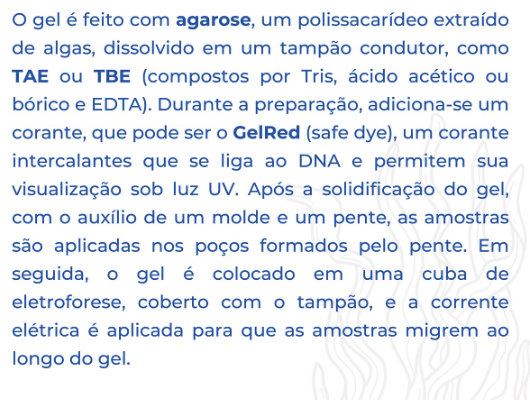 O gel é feito com agarose, um polissacarídeo extraído
de algas, dissolvido em um tampão condutor, como
TAE ou TBE (compostos por Tris, ácido acético ou
bórico e EDTA). Durante a preparação, adiciona-se um
corante, que pode ser o GelRed (safe dye), um corante
intercalantes que se liga ao DNA e permitem sua
visualização sob luz UV. Após a solidificação do gel,
com o auxílio de um molde e um pente, as amostras
são aplicadas nos poços formados pelo pente. Em
seguida, o gel é colocado em uma cuba de
eletroforese, coberto com o tampão, e a corrente
elétrica é aplicada para que as amostras migrem ao
longo do gel.